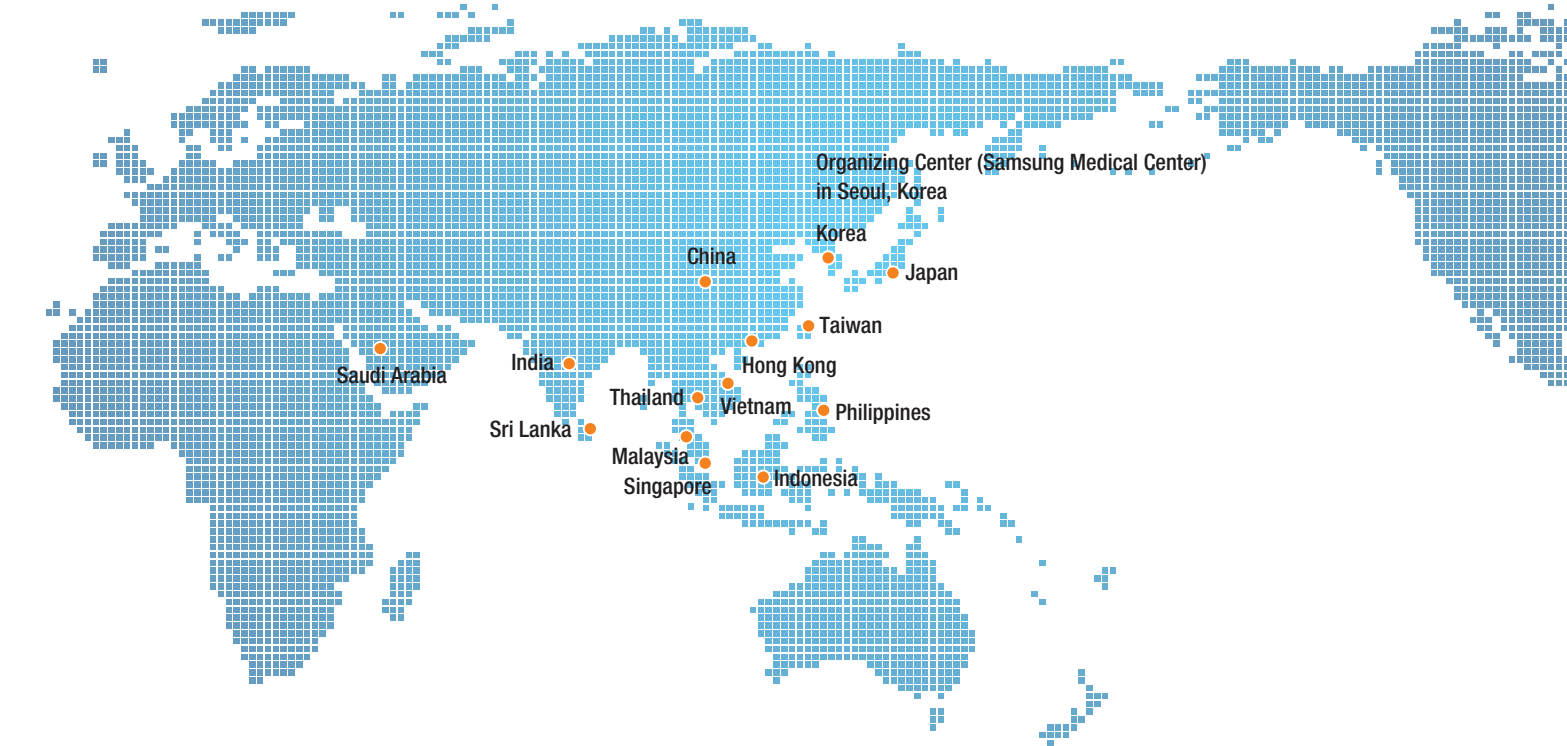 Organizing Center (Samsung Medical Center)
in Seoul, Korea
Korea
China
Japan
Taiwan
India
Hong Kong
Saudi Arabia
Thailand
Vietnam
Philippines
Sri Lanka
Malaysia
Indonesia
Singapore